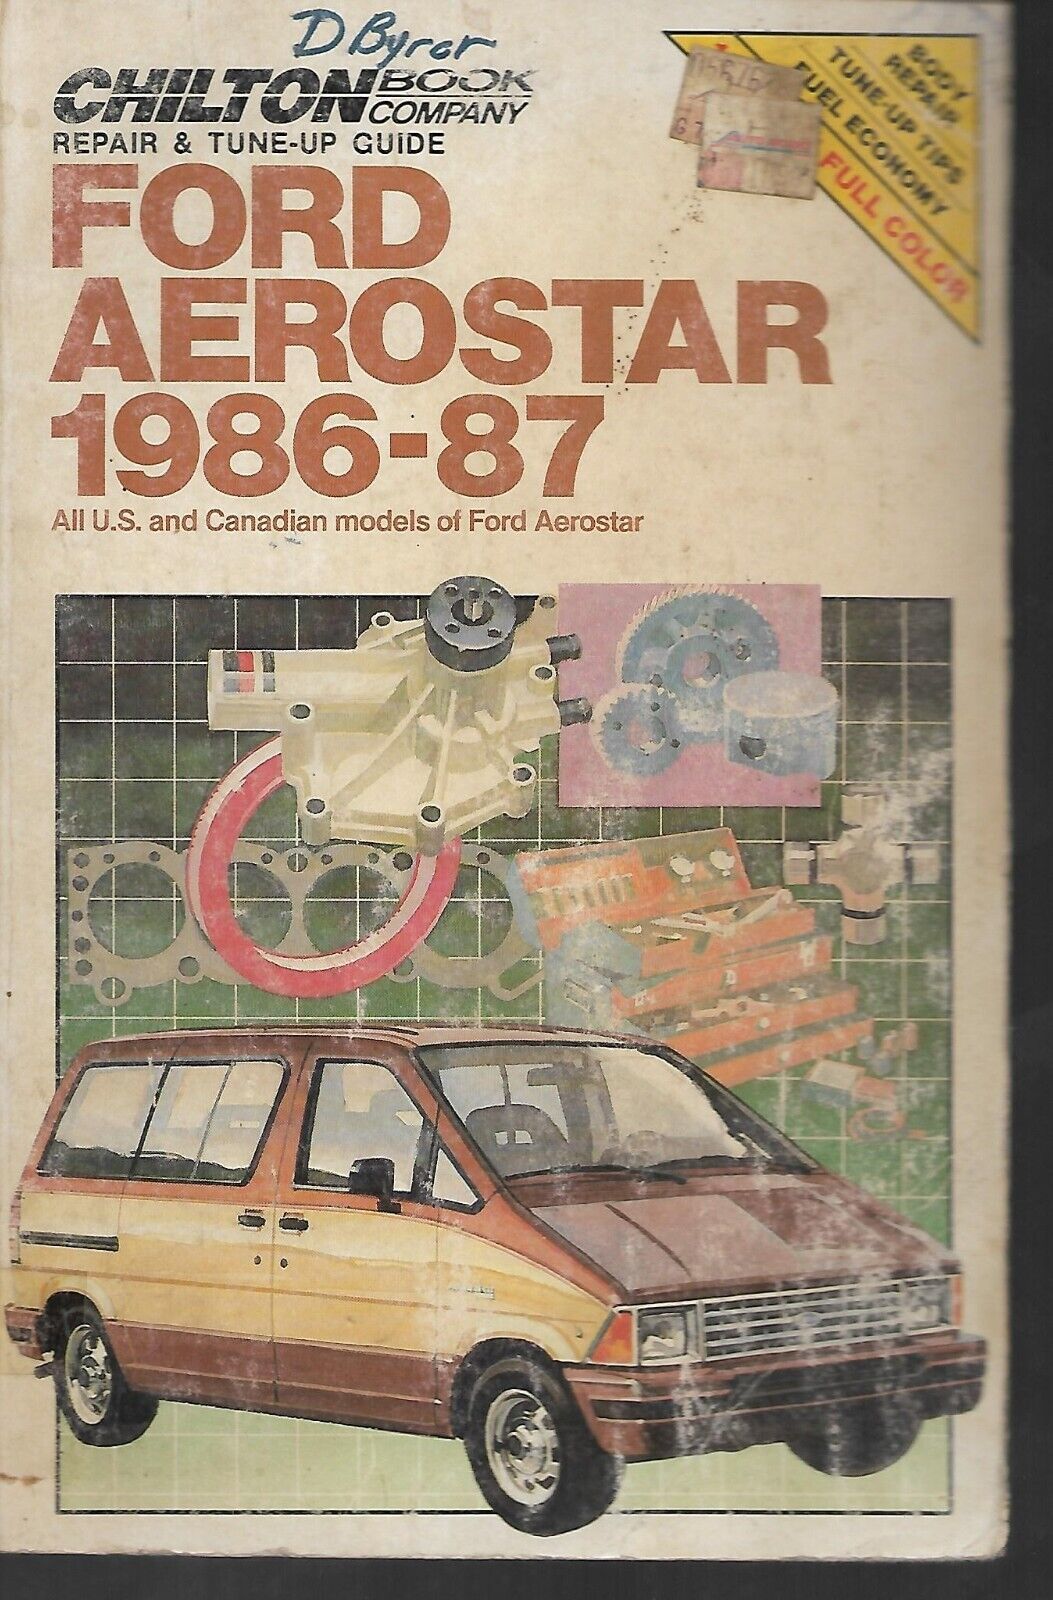 D Byror
CHILTON BOOK COMPANY
REPAIR & TUNE-UP GUIDE
BODY
REPAIR
TUNE-UP TIPS
FUEL ECONOMY
FULL COLOR
FORD
AEROSTAR
1986-87
All U.S. and Canadian models of Ford Aerostar